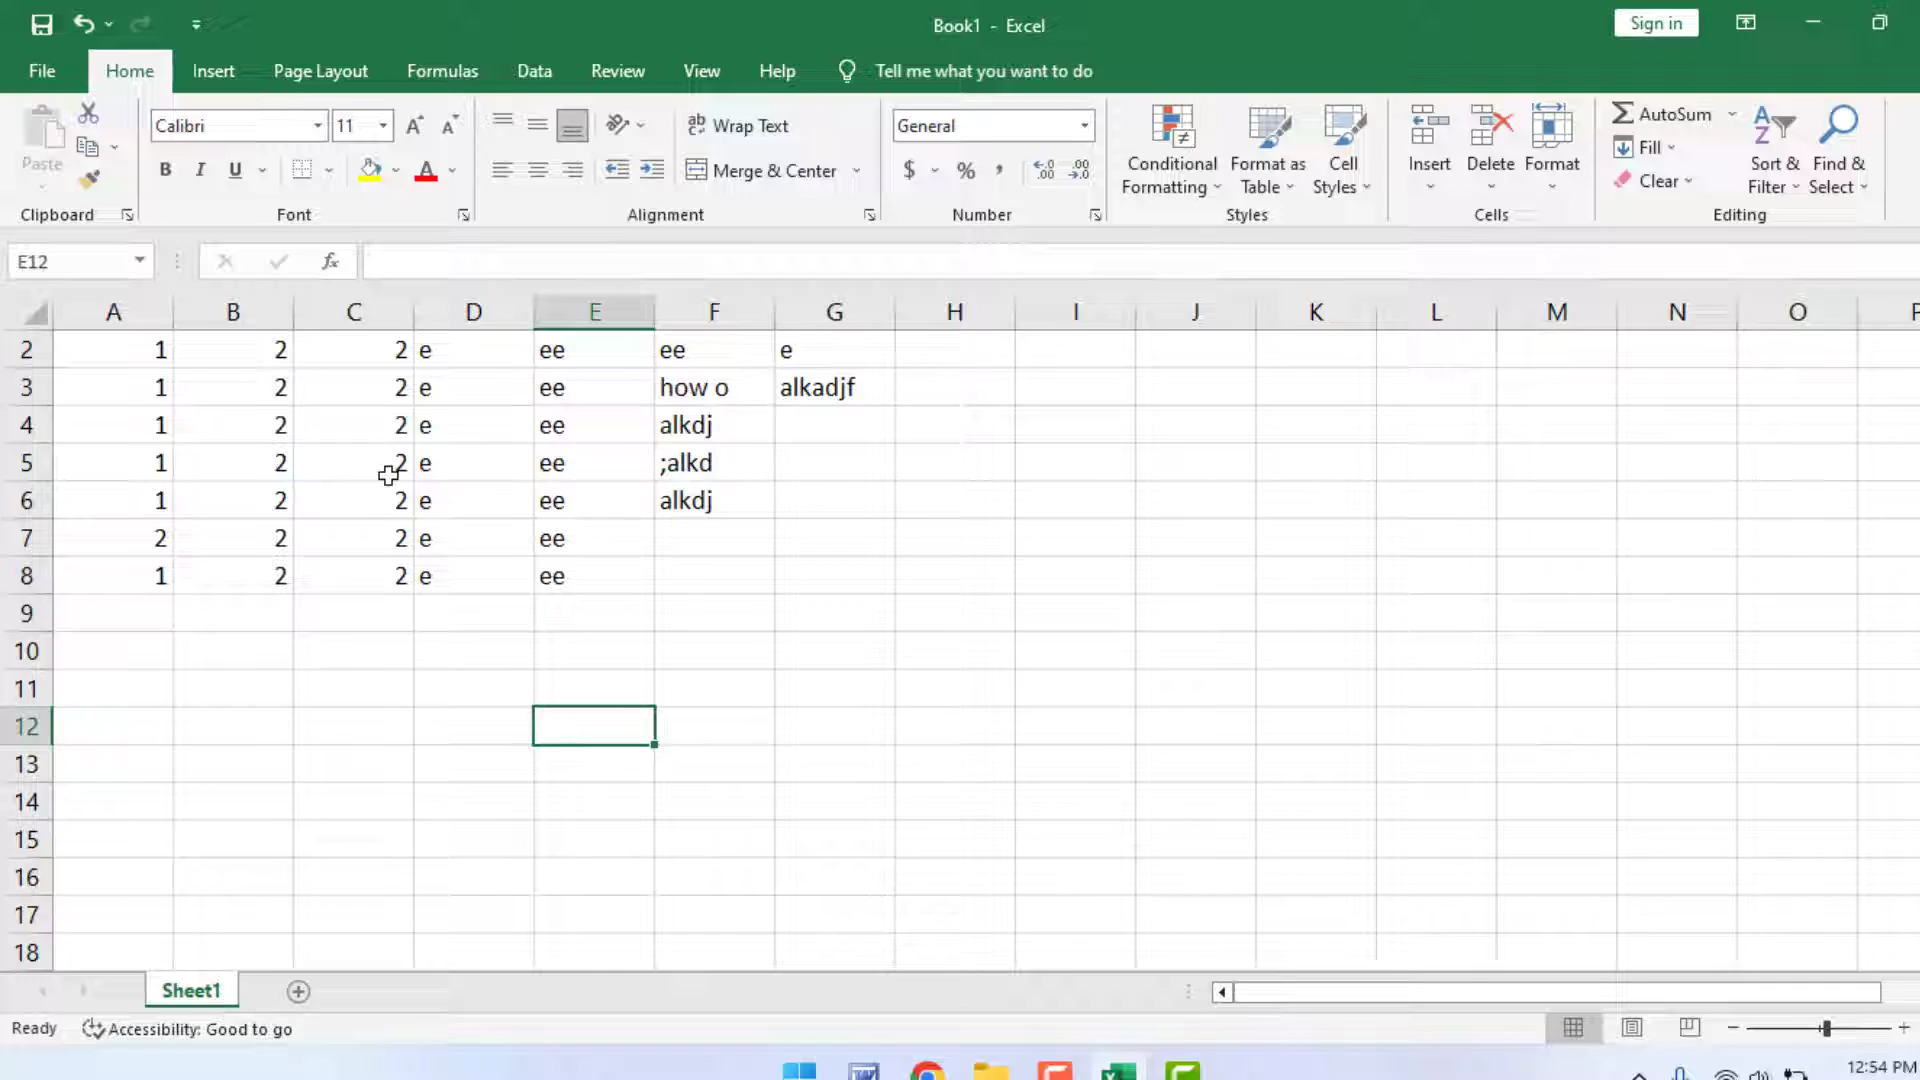 Book1 - Excel
Sign in
File Home Insert Page Layout Formulas Data Review View Help Tell me what you want to do
Calibri 11 ab Wrap Text General AutoSum
Paste Conditional Format as Cell Insert Delete Format Fill Sort & Find &
B I U Merge & Center $ % , Formatting Table Styles Clear Filter Select
Clipboard Font Alignment Number Styles Cells Editing
E12 fx
A B C D E F G H I J K L M N O P
2 1 2 2 e ee ee e
3 1 2 2 e ee how o alkadjf
4 1 2 2 e ee alkdj
5 1 2 2 e ee ;alkd
6 1 2 2 e ee alkdj
7 2 2 2 e ee
8 1 2 2 e ee
9
10
11
12
13
14
15
16
17
18
Sheet1
Ready Accessibility: Good to go
12:54 PM